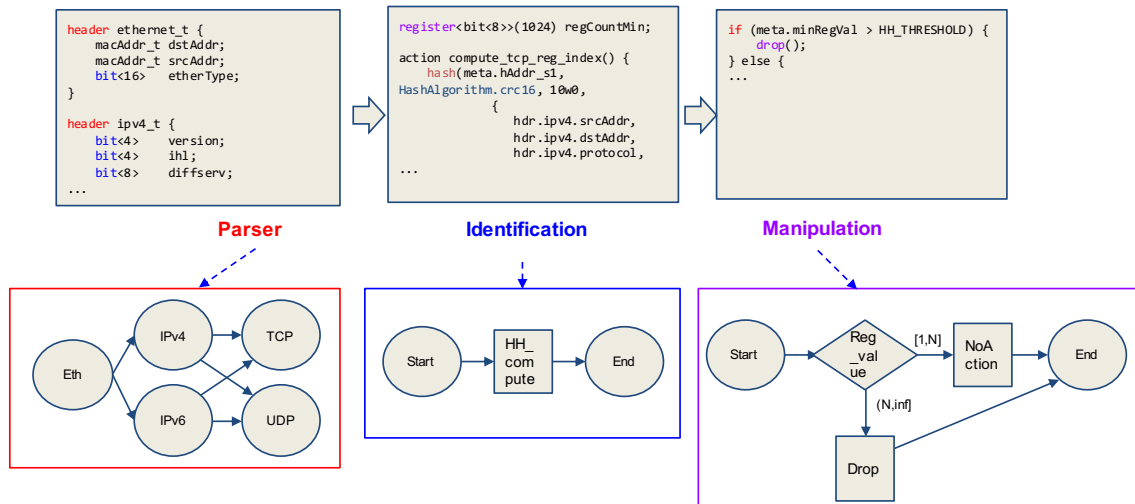 header ethernet_t {
macAddr_t dstAddr;
macAddr_t srcAddr;
bit<16> etherType;
}
header ipv4_t {
bit<4> version;
bit<4> ihl;
bit<8> diffserv;
...
register<bit<8>>(1024) regCountMin;
action compute_tcp_reg_index() {
hash(meta.hAddr_s1,
HashAlgorithm.crc16, 10w0,
{
hdr.ipv4.srcAddr,
hdr.ipv4.dstAddr,
hdr.ipv4.protocol,
...
if (meta.minRegVal > HH_THRESHOLD) {
drop();
} else {
...
Parser
Identification
Manipulation
Eth
IPv4
IPv6
TCP
UDP
Start
HH_
com
pute
End
Start
Reg
_val
ue
[1,N]
NoA
ction
End
(N,inf]
Drop